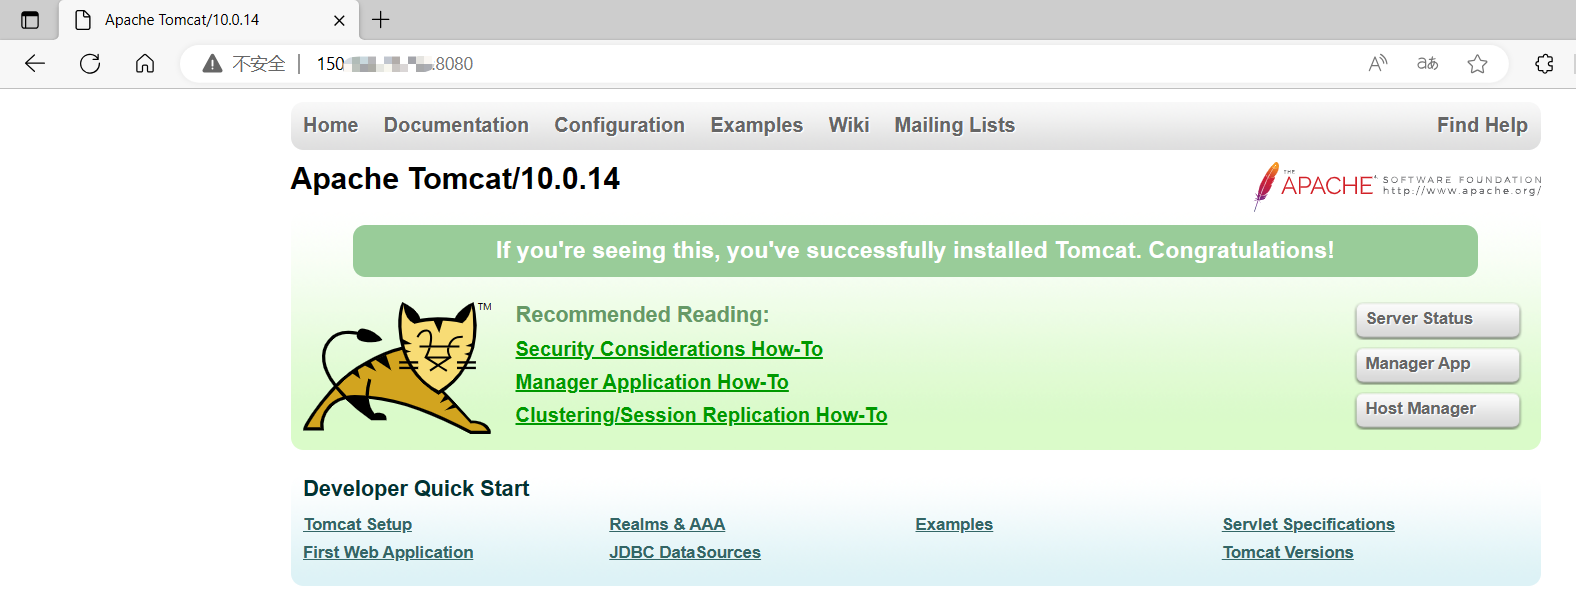 Apache Tomcat/10.0.14
不安全 150 :8080
Home Documentation Configuration Examples Wiki Mailing Lists Find Help
Apache Tomcat/10.0.14
THE APACHE SOFTWARE FOUNDATION
http://www.apache.org/
If you're seeing this, you've successfully installed Tomcat. Congratulations!
TM
Recommended Reading:
Security Considerations How-To
Manager Application How-To
Clustering/Session Replication How-To
Server Status
Manager App
Host Manager
Developer Quick Start
Tomcat Setup Realms & AAA Examples Servlet Specifications
First Web Application JDBC DataSources Tomcat Versions